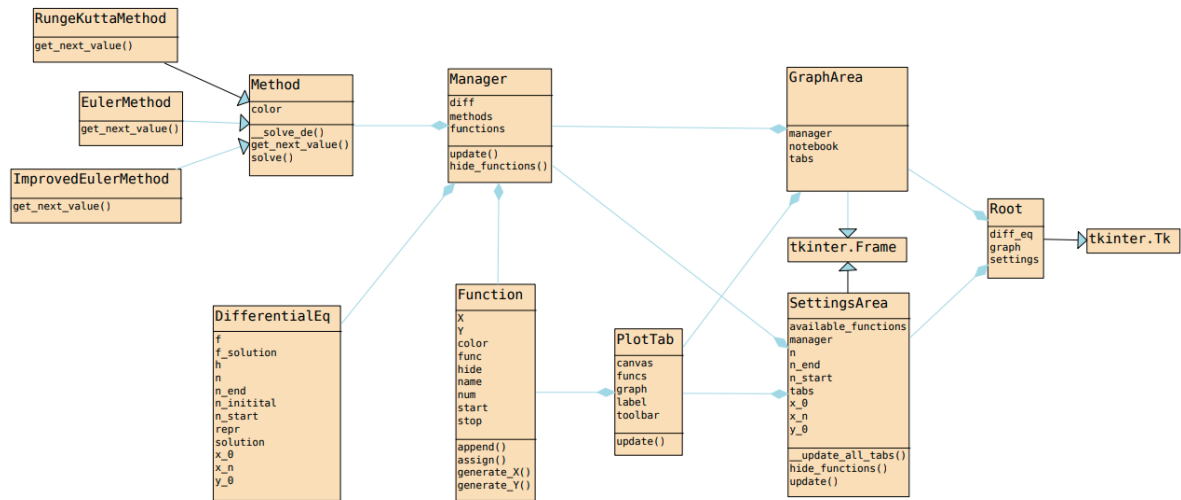 RungeKuttaMethod
get_next_value()
EulerMethod
get_next_value()
ImprovedEulerMethod
get_next_value()
Method
color
__solve_de()
get_next_value()
solve()
Manager
diff
methods
functions
update()
hide_functions()
GraphArea
manager
notebook
tabs
Root
diff_eq
graph
settings
tkinter.Tk
tkinter.Frame
DifferentialEq
f
f_solution
h
n
n_end
n_initital
n_start
repr
solution
x_0
x_n
y_0
Function
X
Y
color
func
hide
name
num
start
stop
append()
assign()
generate_X()
generate_Y()
PlotTab
canvas
funcs
graph
label
toolbar
update()
SettingsArea
available_functions
manager
n
n_end
n_start
tabs
x_0
x_n
y_0
__update_all_tabs()
hide_functions()
update()